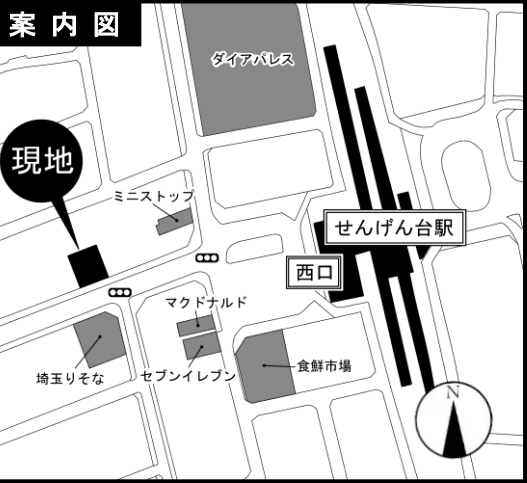 案内図
ダイアパレス
現地
ミニストップ
せんげん台駅
西口
マクドナルド
埼玉りそな
セブンイレブン
食鮮市場
N